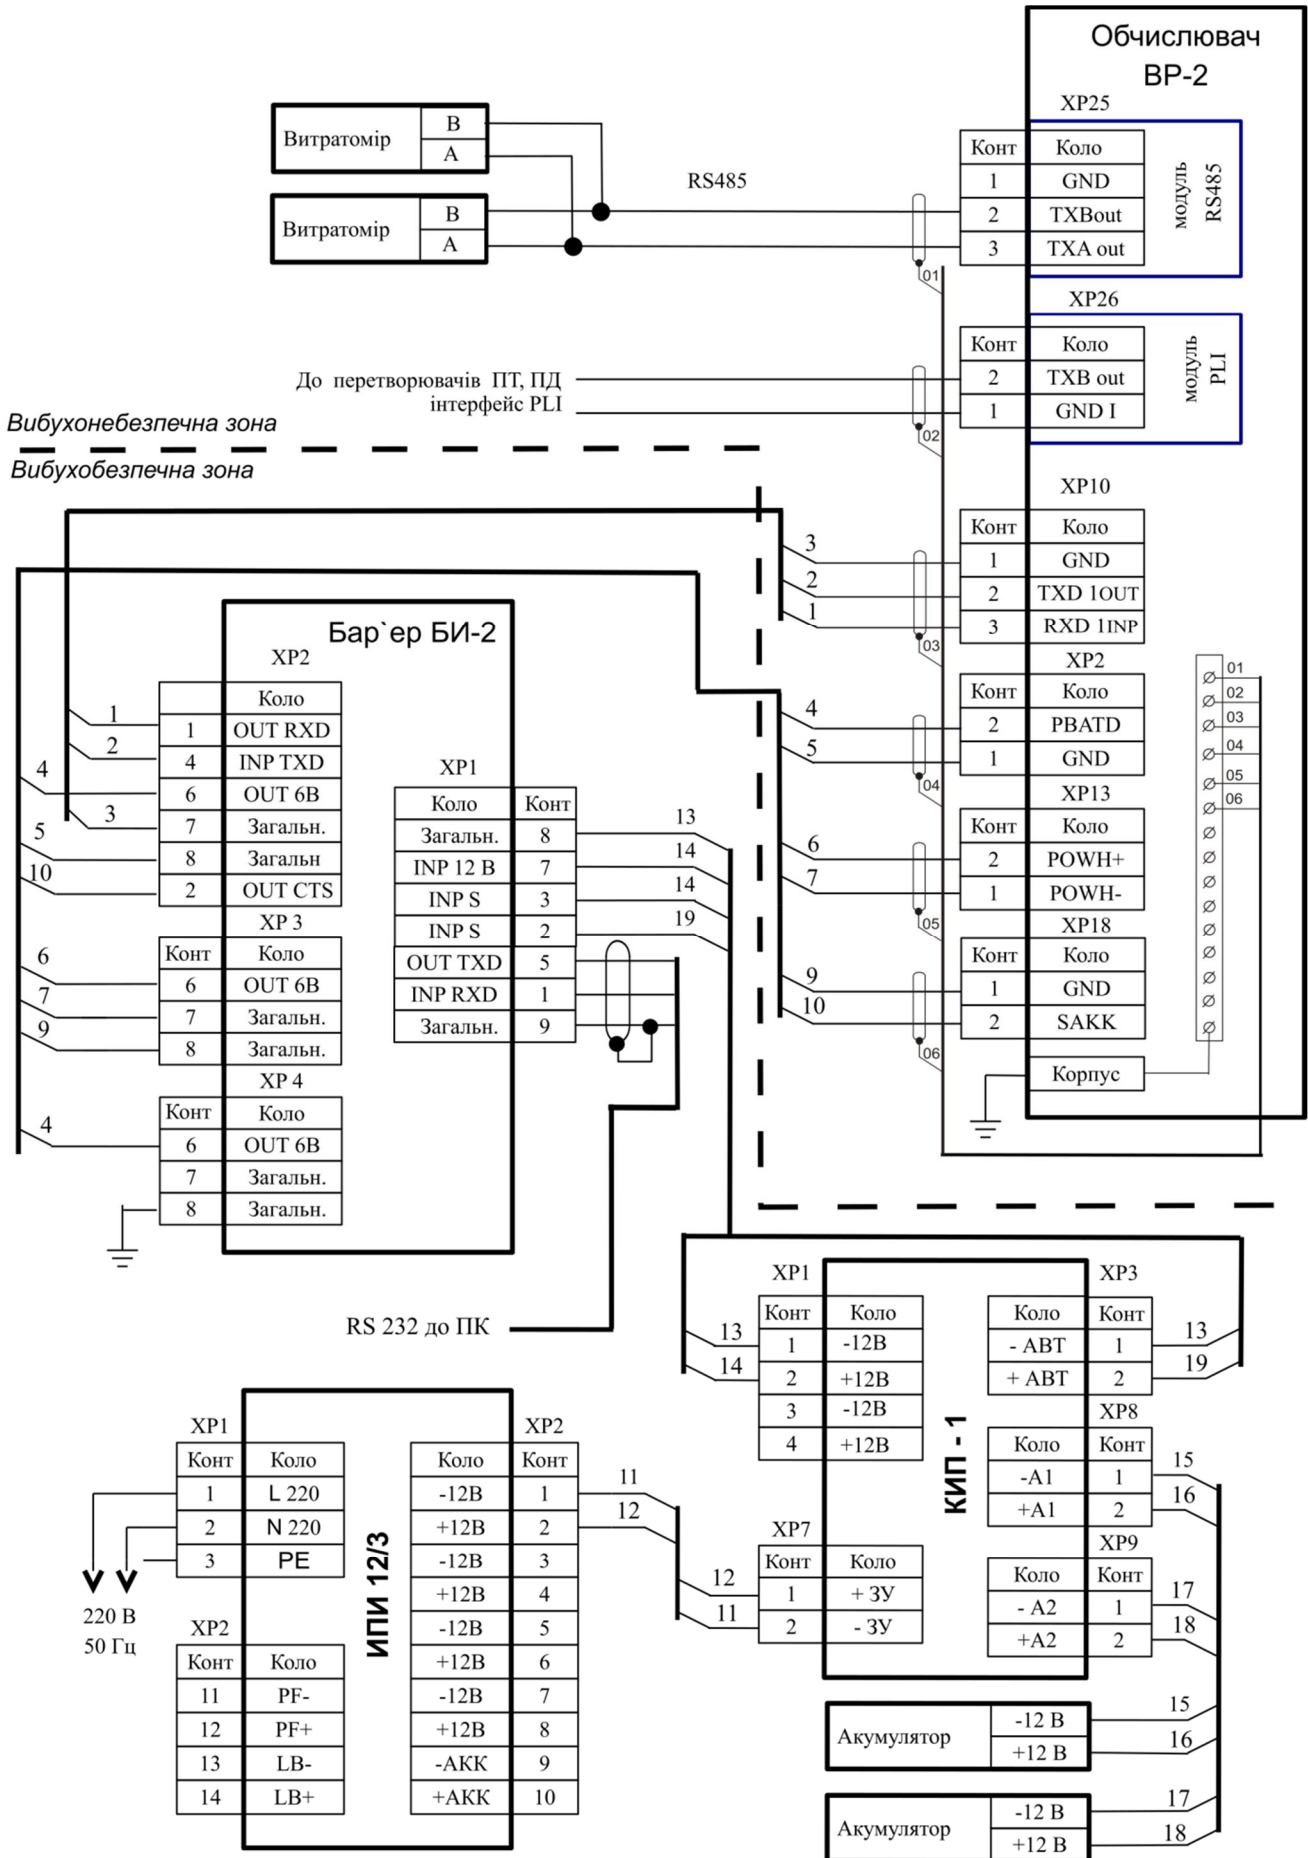 Обчислювач
ВР-2
XP25
Конт Коло
1 GND
2 TXBout
3 TXA out
модуль
RS485
Витратомір B
A
Витратомір B
A
RS485
01
XP26
Конт Коло
2 TXB out
1 GND I
модуль
PLI
До перетворювачів ПТ, ПД
інтерфейс PLI
02
Вибухонебезпечна зона
Вибухобезпечна зона
XP10
Конт Коло
3 1 GND
2 2 TXD 1OUT
1 3 RXD 1INP
03
XP2
Конт Коло
4 2 PBATD
5 1 GND
04
XP13
Конт Коло
6 2 POWH+
7 1 POWH-
05
XP18
Конт Коло
9 1 GND
10 2 SAKK
06
Корпус
01
02
03
04
05
06
Бар`ер БИ-2
XP2
Коло
1 1 OUT RXD
2 4 INP TXD
4 6 OUT 6В
3 7 Загальн.
5 8 Загальн
10 2 OUT CTS
XP 3
Конт Коло
6 6 OUT 6В
7 7 Загальн.
9 8 Загальн.
XP 4
Конт Коло
4 6 OUT 6В
7 Загальн.
8 Загальн.
XP1
Коло Конт
Загальн. 8 13
INP 12 В 7 14
INP S 3 14
INP S 2 19
OUT TXD 5
INP RXD 1
Загальн. 9
RS 232 до ПК
КИП - 1
XP1
Конт Коло
13 1 -12В
14 2 +12В
3 -12В
4 +12В
XP3
Коло Конт
- АВТ 1 13
+ АВТ 2 19
XP8
Коло Конт
-А1 1 15
+А1 2 16
XP7
Конт Коло
12 1 + ЗУ
11 2 - ЗУ
XP9
Коло Конт
- А2 1 17
+А2 2 18
ИПИ 12/3
XP1
Конт Коло
1 L 220
2 N 220
3 PE
220 В
50 Гц
XP2
Конт Коло
11 PF-
12 PF+
13 LB-
14 LB+
XP2
Коло Конт
-12В 1 11
+12В 2 12
-12В 3
+12В 4
-12В 5
+12В 6
-12В 7
+12В 8
-АКК 9
+АКК 10
Акумулятор -12 В 15
+12 В 16
Акумулятор -12 В 17
+12 В 18